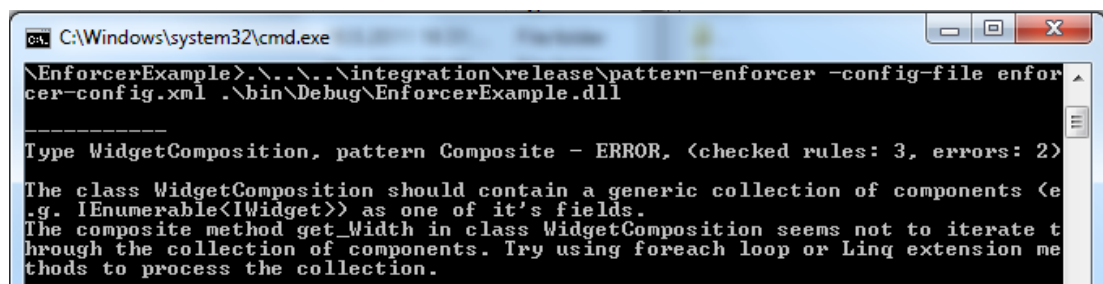 C:\Windows\system32\cmd.exe
\EnforcerExample>.\..\..\integration\release\pattern-enforcer -config-file enfor
cer-config.xml .\bin\Debug\EnforcerExample.dll
-----------
Type WidgetComposition, pattern Composite - ERROR, (checked rules: 3, errors: 2)
The class WidgetComposition should contain a generic collection of components (e
.g. IEnumerable<IWidget>) as one of it's fields.
The composite method get_Width in class WidgetComposition seems not to iterate t
hrough the collection of components. Try using foreach loop or Linq extension me
thods to process the collection.